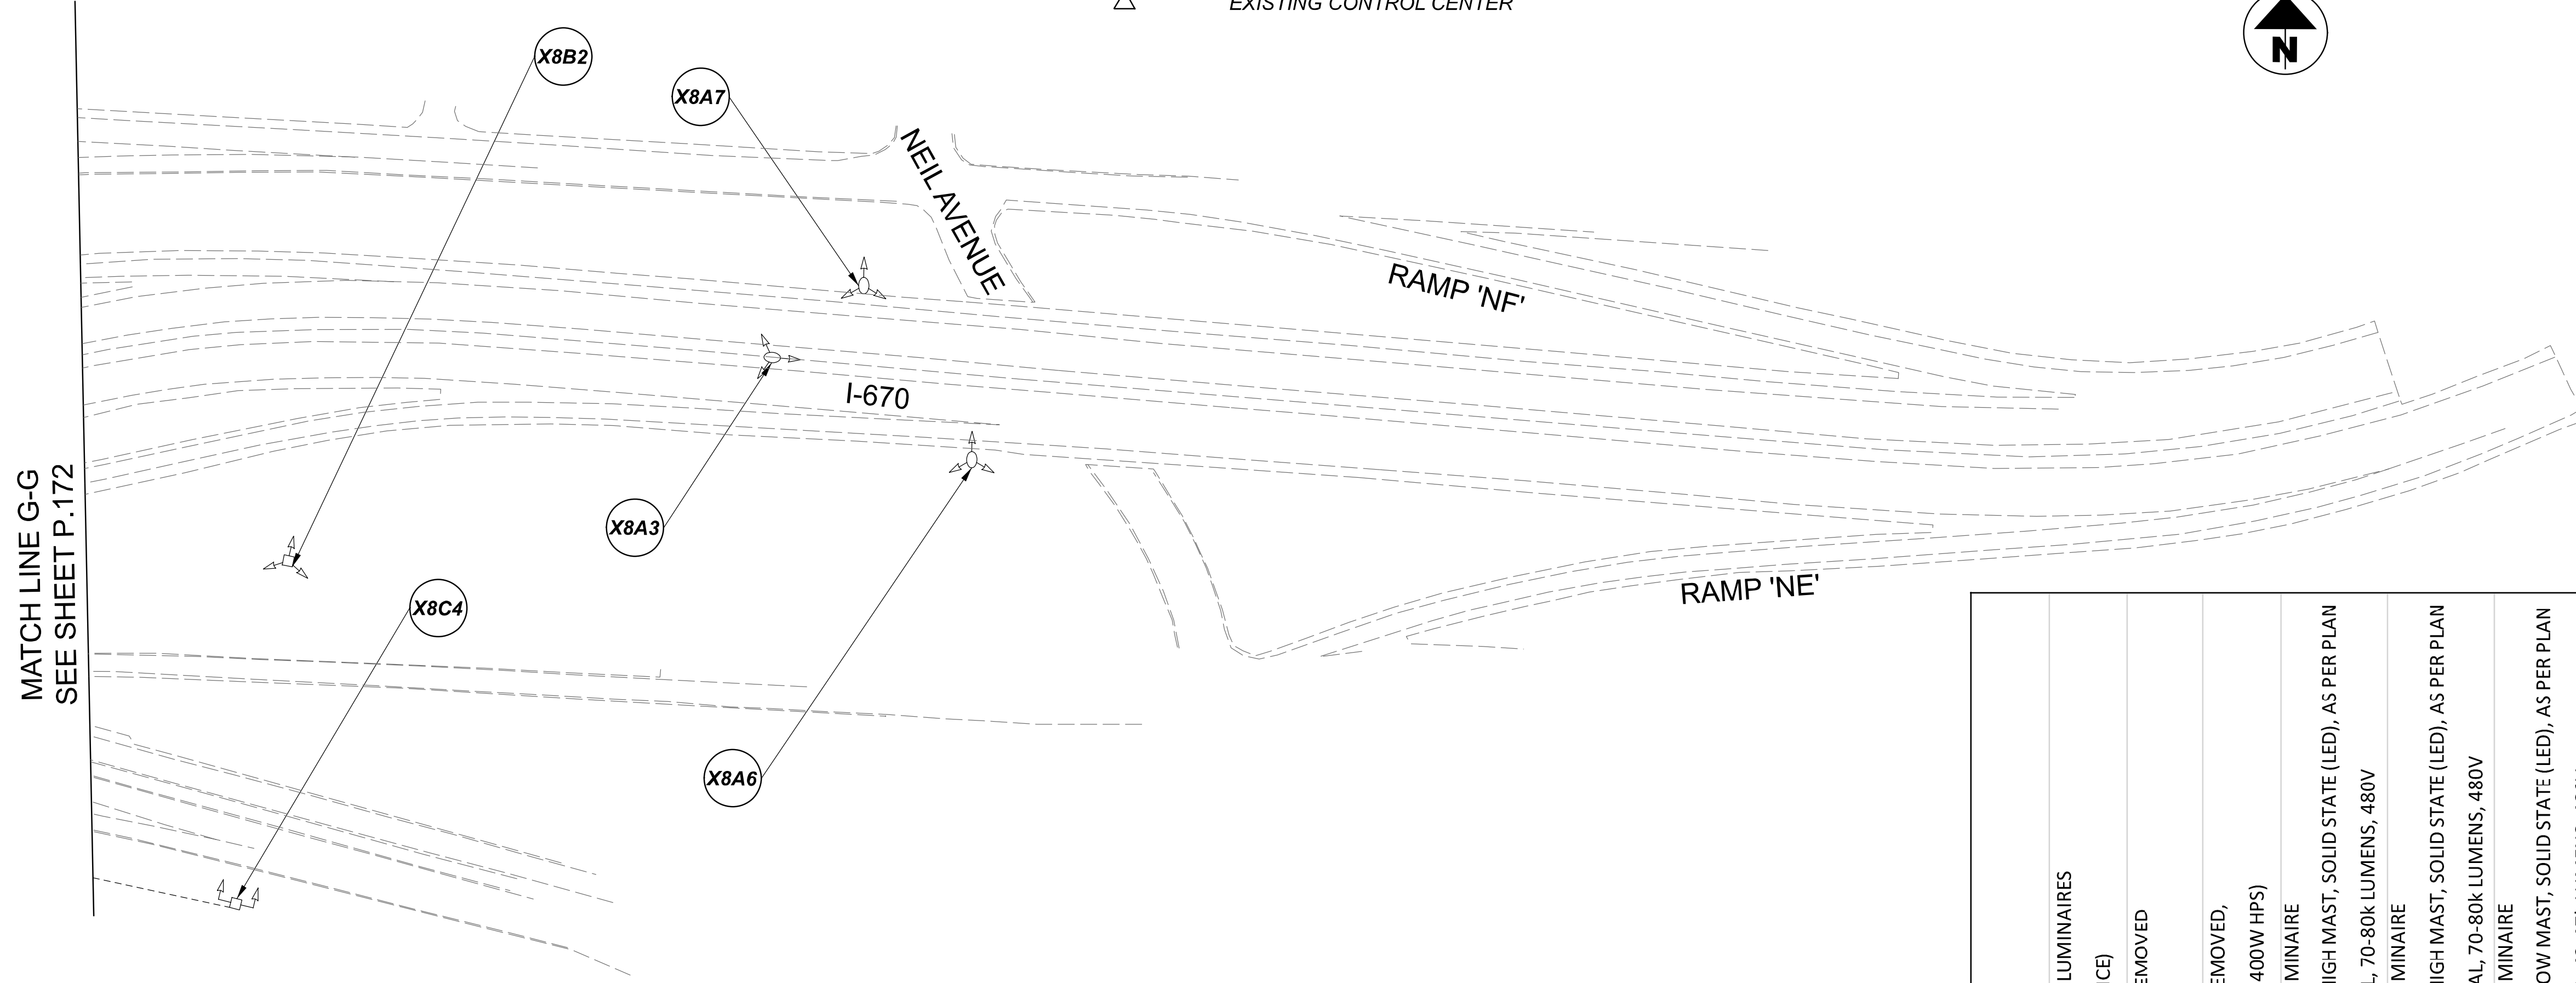 EXISTING CONTROL CENTER
N
X8B2
X8A7
NEIL AVENUE
RAMP 'NF'
I-670
X8A3
MATCH LINE G-G
SEE SHEET P.172
X8C4
RAMP 'NE'
X8A6
LUMINAIRES
CE)
EMOVED
EMOVED,
400W HPS)
MINAIRE
IGH MAST, SOLID STATE (LED), AS PER PLAN
L, 70-80k LUMENS, 480V
MINAIRE
IGH MAST, SOLID STATE (LED), AS PER PLAN
AL, 70-80k LUMENS, 480V
MINAIRE
OW MAST, SOLID STATE (LED), AS PER PLAN